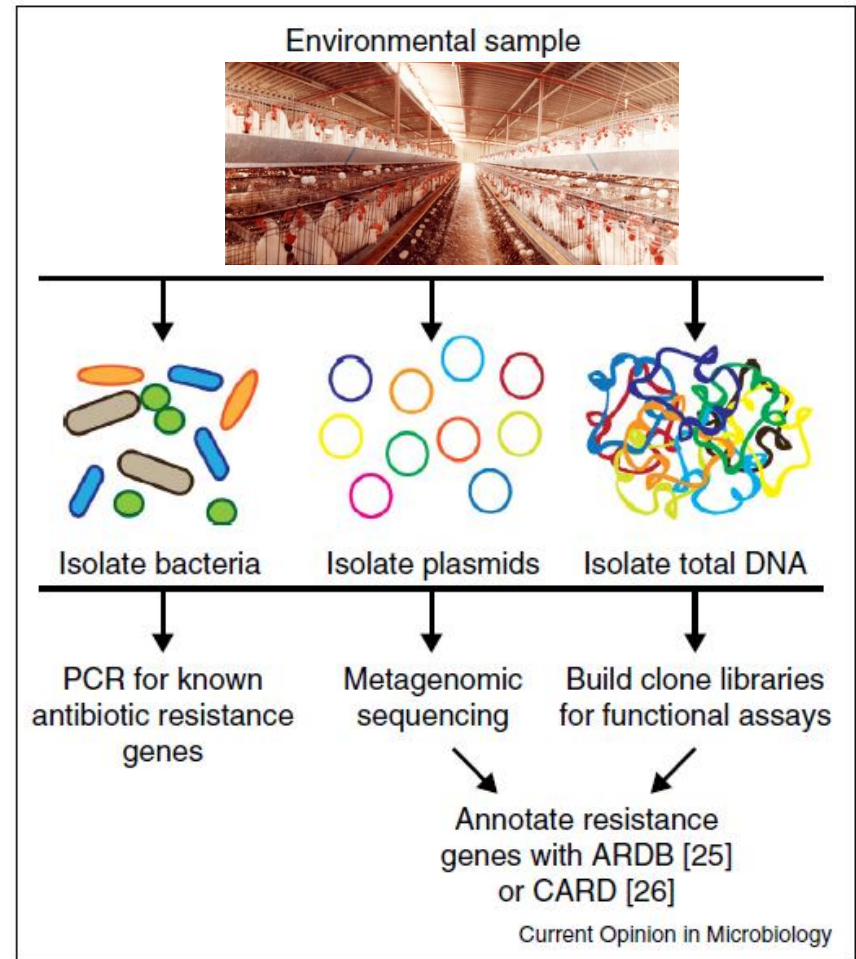 Environmental sample
Isolate bacteria
Isolate plasmids
Isolate total DNA
PCR for known
antibiotic resistance
genes
Metagenomic
sequencing
Build clone libraries
for functional assays
Annotate resistance
genes with ARDB [25]
or CARD [26]
Current Opinion in Microbiology